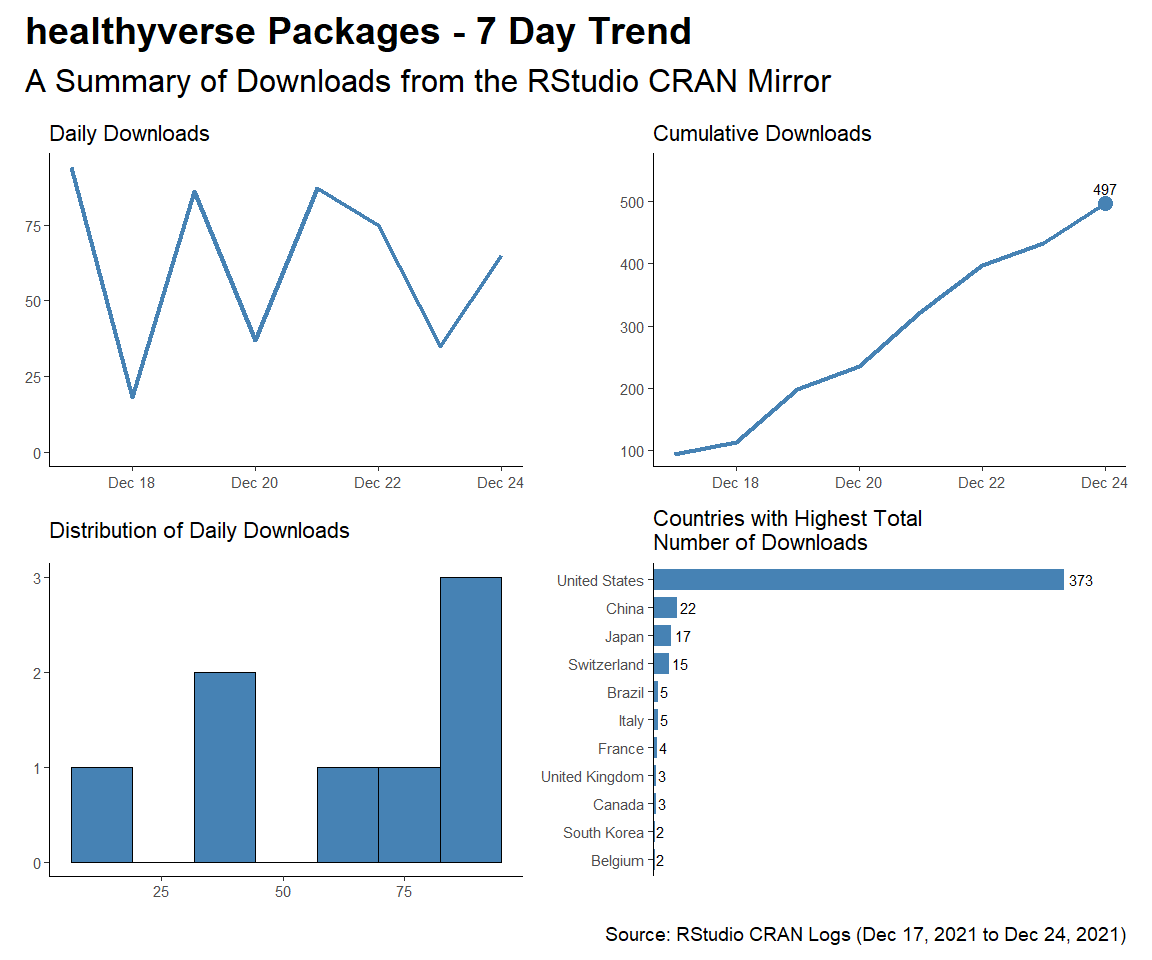 healthyverse Packages - 7 Day Trend
A Summary of Downloads from the RStudio CRAN Mirror
Daily Downloads
75
50
25
0
Dec 18
Dec 20
Dec 22
Dec 24
Cumulative Downloads
497
500
400
300
200
100
Dec 18
Dec 20
Dec 22
Dec 24
Distribution of Daily Downloads
3
2
1
0
25
50
75
Countries with Highest Total
Number of Downloads
United States 373
China 22
Japan 17
Switzerland 15
Brazil 5
Italy 5
France 4
United Kingdom 3
Canada 3
South Korea 2
Belgium 2
Source: RStudio CRAN Logs (Dec 17, 2021 to Dec 24, 2021)